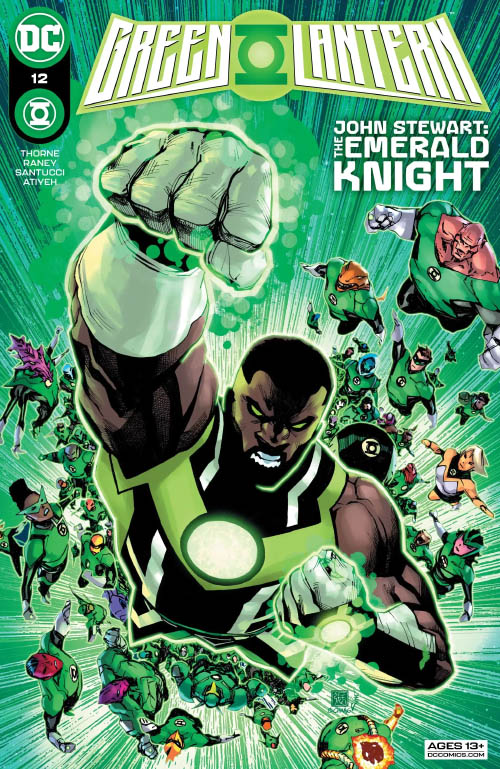 DC
GREEN LANTERN
12
JOHN STEWART:
THE EMERALD
KNIGHT
THORNE
RANEY
SANTUCCI
ATIYEH
AGES 13+
DCCOMICS.COM